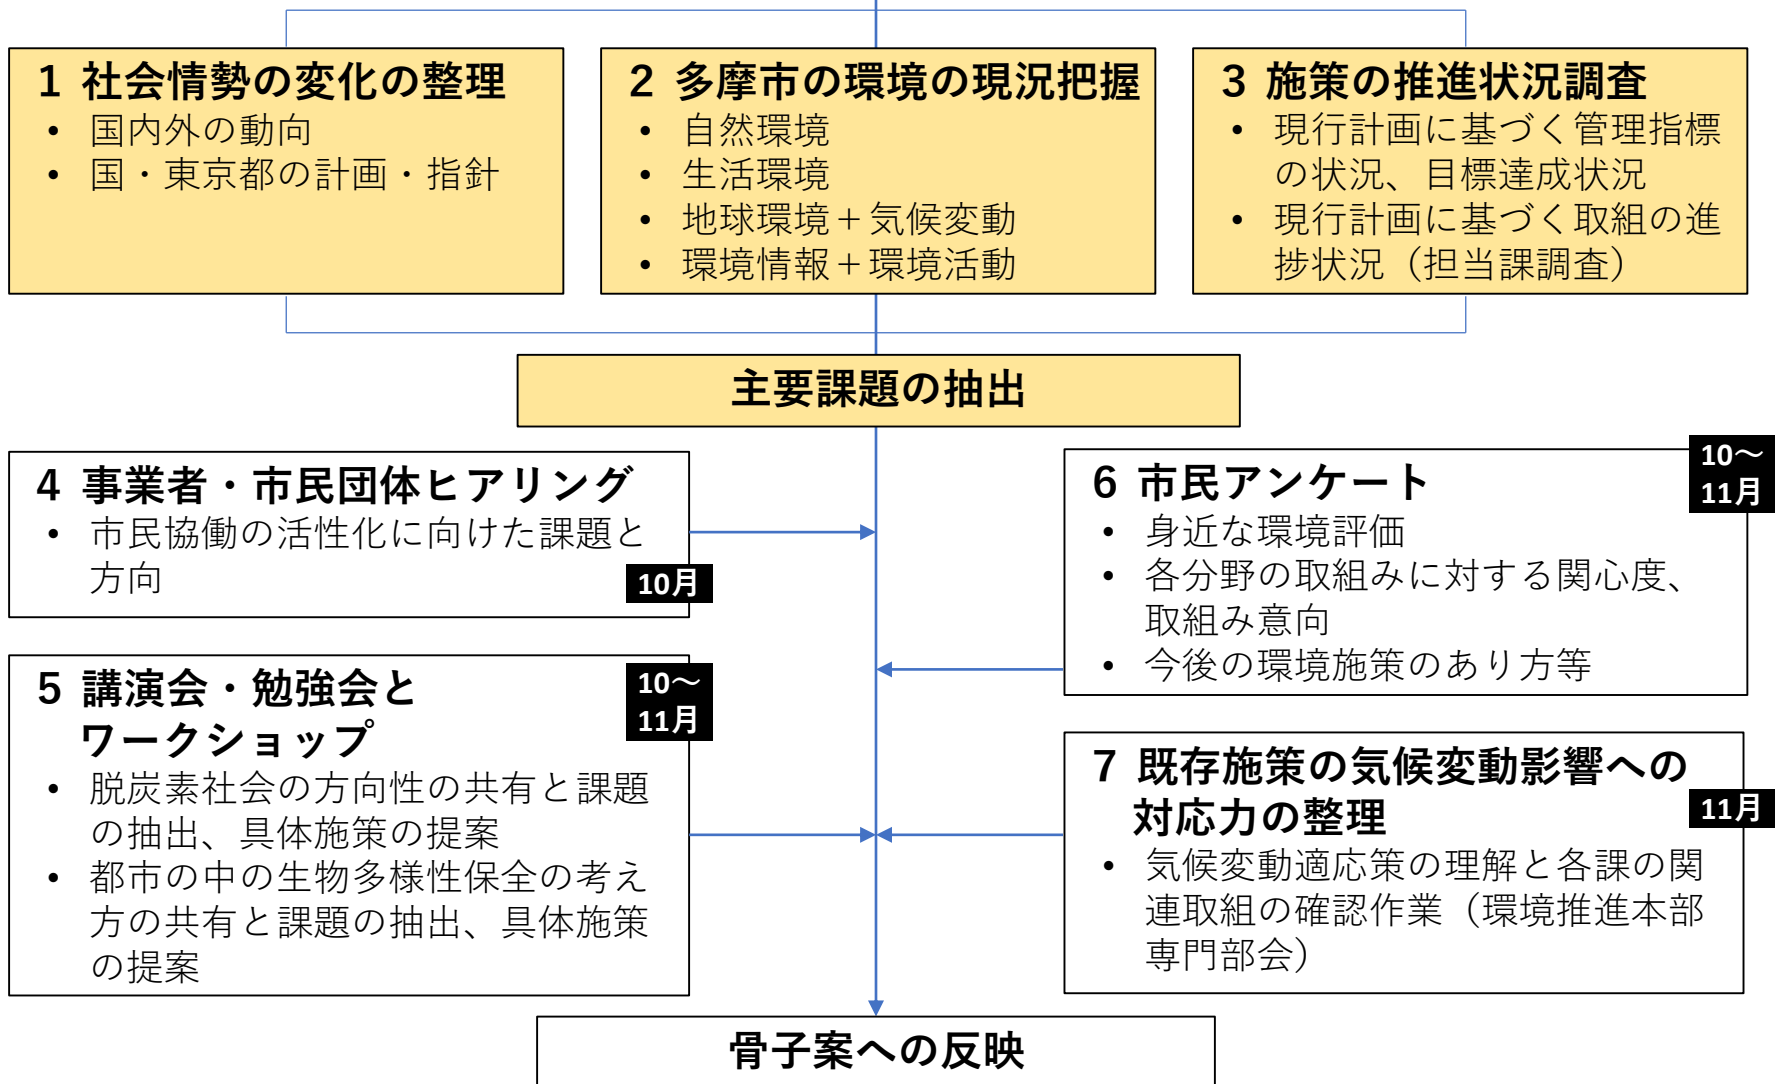 1 社会情勢の変化の整理
• 国内外の動向
• 国・東京都の計画・指針
2 多摩市の環境の現況把握
• 自然環境
• 生活環境
• 地球環境＋気候変動
• 環境情報＋環境活動
3 施策の推進状況調査
• 現行計画に基づく管理指標
の状況、目標達成状況
• 現行計画に基づく取組の進
捗状況（担当課調査）
主要課題の抽出
4 事業者・市民団体ヒアリング
• 市民協働の活性化に向けた課題と
方向
10月
5 講演会・勉強会と
ワークショップ
10～
11月
• 脱炭素社会の方向性の共有と課題
の抽出、具体施策の提案
• 都市の中の生物多様性保全の考え
方の共有と課題の抽出、具体施策
の提案
6 市民アンケート
10～
11月
• 身近な環境評価
• 各分野の取組みに対する関心度、
取組み意向
• 今後の環境施策のあり方等
7 既存施策の気候変動影響への
対応力の整理
11月
• 気候変動適応策の理解と各課の関
連取組の確認作業（環境推進本部
専門部会）
骨子案への反映